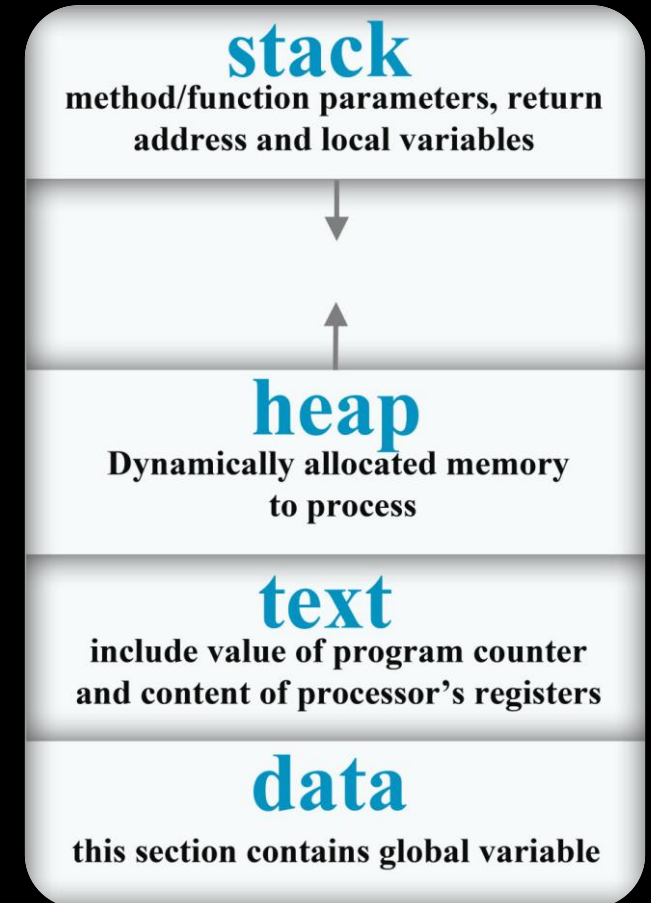 stack
method/function parameters, return
address and local variables
heap
Dynamically allocated memory
to process
text
include value of program counter
and content of processor's registers
data
this section contains global variable